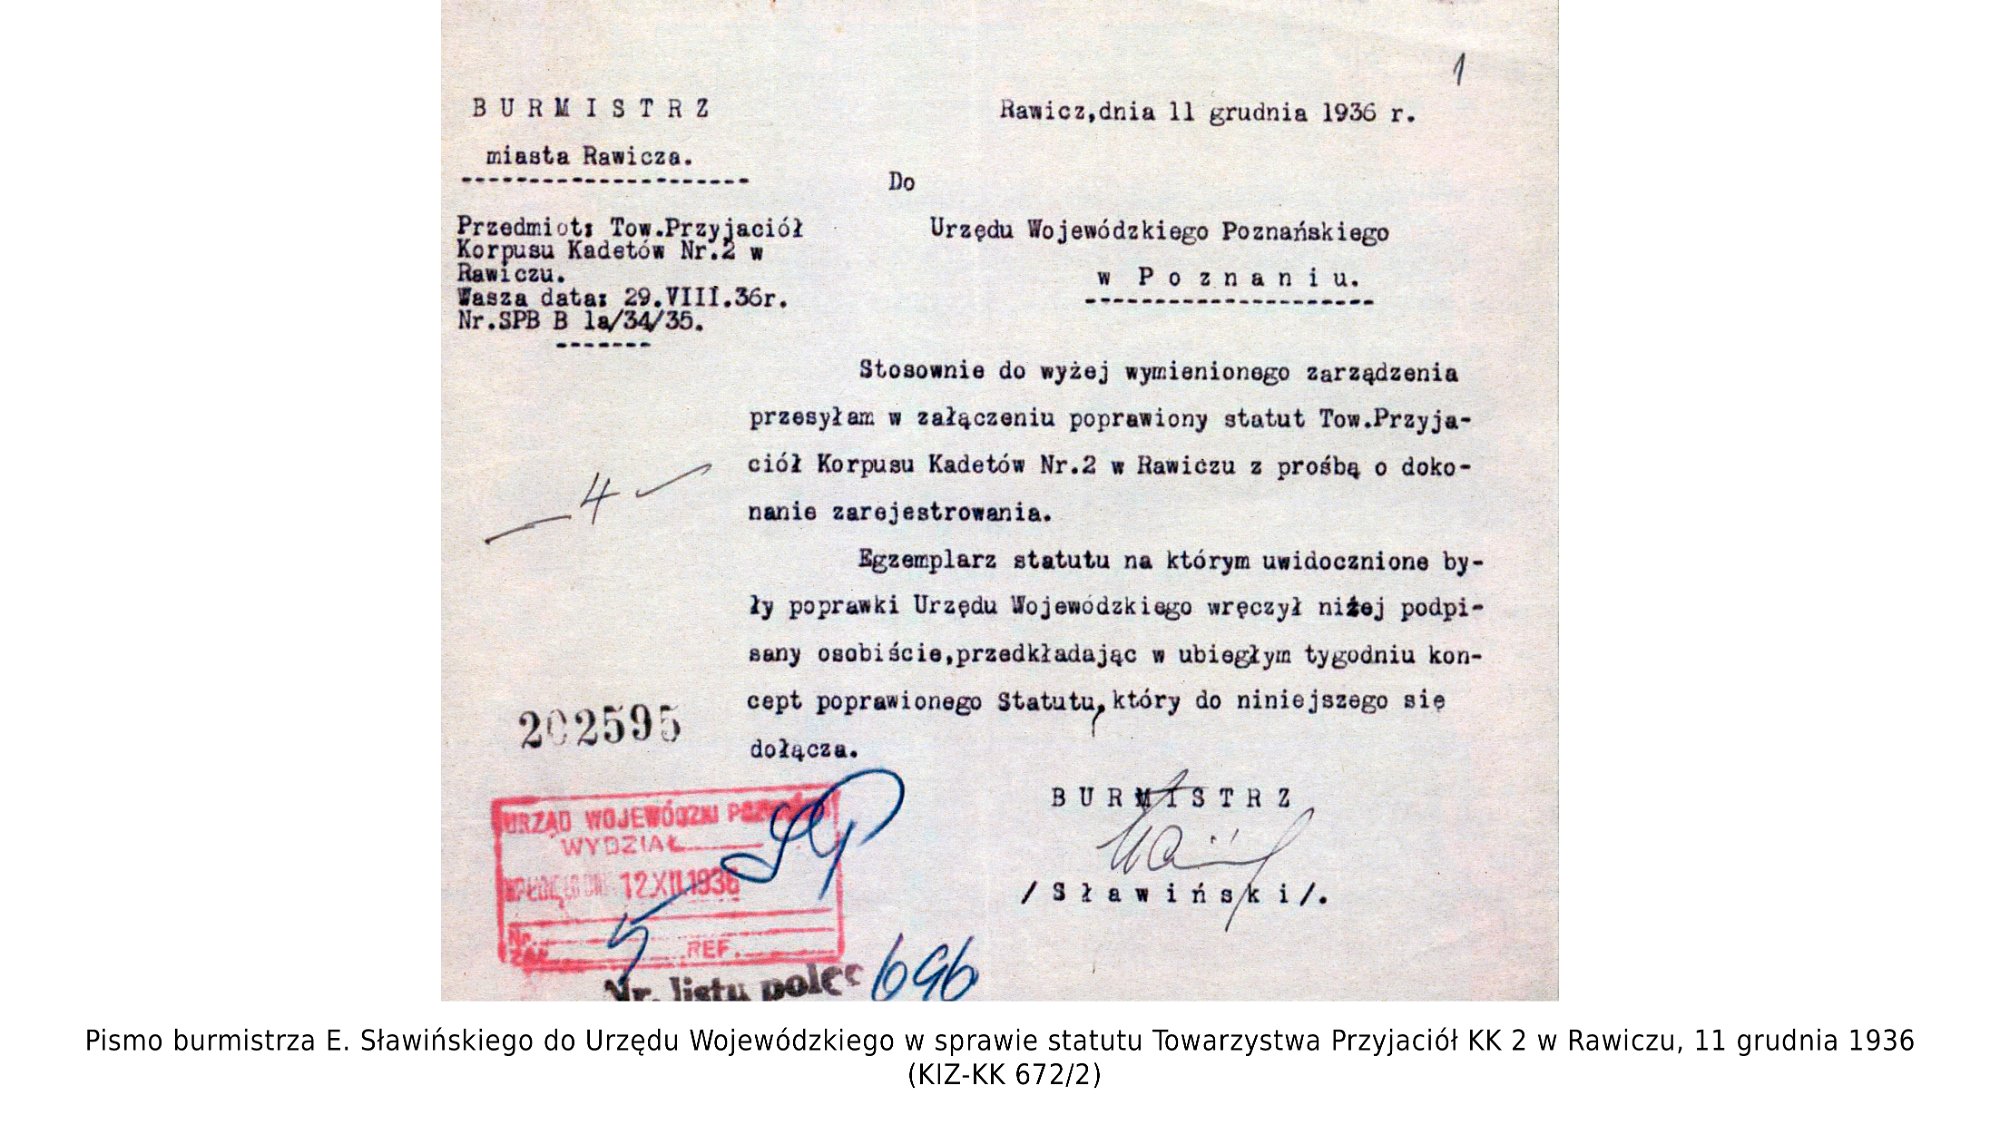 1
B U R M I S T R Z
miasta Rawicza.
---------------------
Rawicz,dnia 11 grudnia 1936 r.
Do
Urzędu Wojewódzkiego Poznańskiego
w P o z n a n i u.
---------------------
Przedmiot: Tow.Przyjaciół
Korpusu Kadetów Nr.2 w
Rawiczu.
Wasza data: 29.VIII.36r.
Nr.SPB B 1a/34/35.
-------
Stosownie do wyżej wymienionego zarządzenia
przesyłam w załączeniu poprawiony statut Tow.Przyja-
ciół Korpusu Kadetów Nr.2 w Rawiczu z prośbą o doko-
nanie zarejestrowania.
4
Egzemplarz statutu na którym uwidocznione by-
ły poprawki Urzędu Wojewódzkiego wręczył niżej podpi-
sany osobiście,przedkładając w ubiegłym tygodniu kon-
cept poprawionego Statutu,który do niniejszego się
dołącza.
202595
B U R M I S T R Z
/ S ł a w i ń s k i /.
URZĄD WOJEWÓDZKI
WYDZIAŁ
12.XII.1936
Nr.
ZAŁ. REF.
Nr. listu polec 696
Pismo burmistrza E. Sławińskiego do Urzędu Wojewódzkiego w sprawie statutu Towarzystwa Przyjaciół KK 2 w Rawiczu, 11 grudnia 1936
(KIZ-KK 672/2)